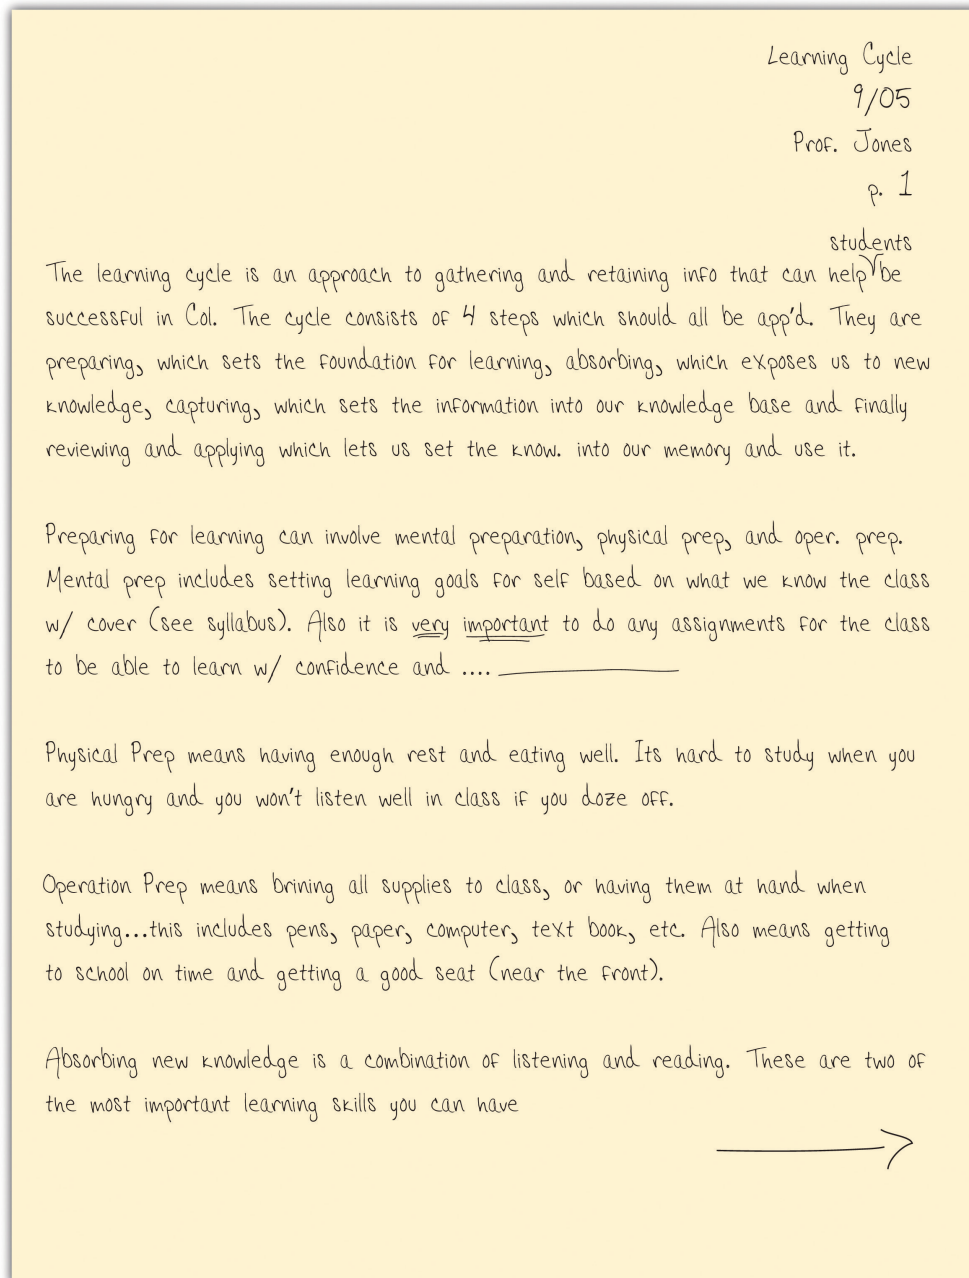 Learning Cycle
9/05
Prof. Jones
p. 1
students
The learning cycle is an approach to gathering and retaining info that can help be
successful in Col. The cycle consists of 4 steps which should all be app'd. They are
preparing, which sets the foundation for learning, absorbing, which exposes us to new
knowledge, capturing, which sets the information into our knowledge base and finally
reviewing and applying which lets us set the know. into our memory and use it.
Preparing for learning can involve mental preparation, physical prep, and oper. prep.
Mental prep includes setting learning goals for self based on what we know the class
w/ cover (see syllabus). Also it is very important to do any assignments for the class
to be able to learn w/ confidence and ....
Physical Prep means having enough rest and eating well. Its hard to study when you
are hungry and you won't listen well in class if you doze off.
Operation Prep means brining all supplies to class, or having them at hand when
studying...this includes pens, paper, computer, text book, etc. Also means getting
to school on time and getting a good seat (near the front).
Absorbing new knowledge is a combination of listening and reading. These are two of
the most important learning skills you can have